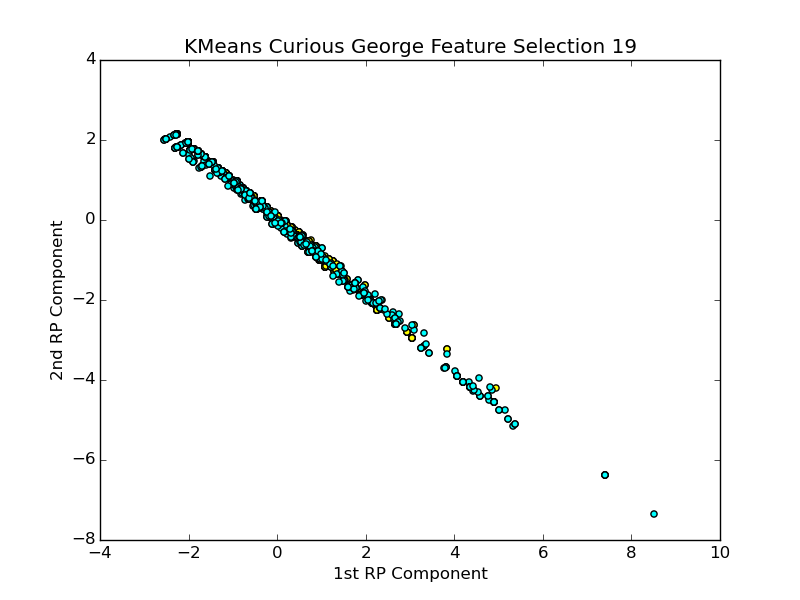 KMeans Curious George Feature Selection 19
4
2
0
−2
−4
−6
−8
2nd RP Component
−4 −2 0 2 4 6 8 10
1st RP Component